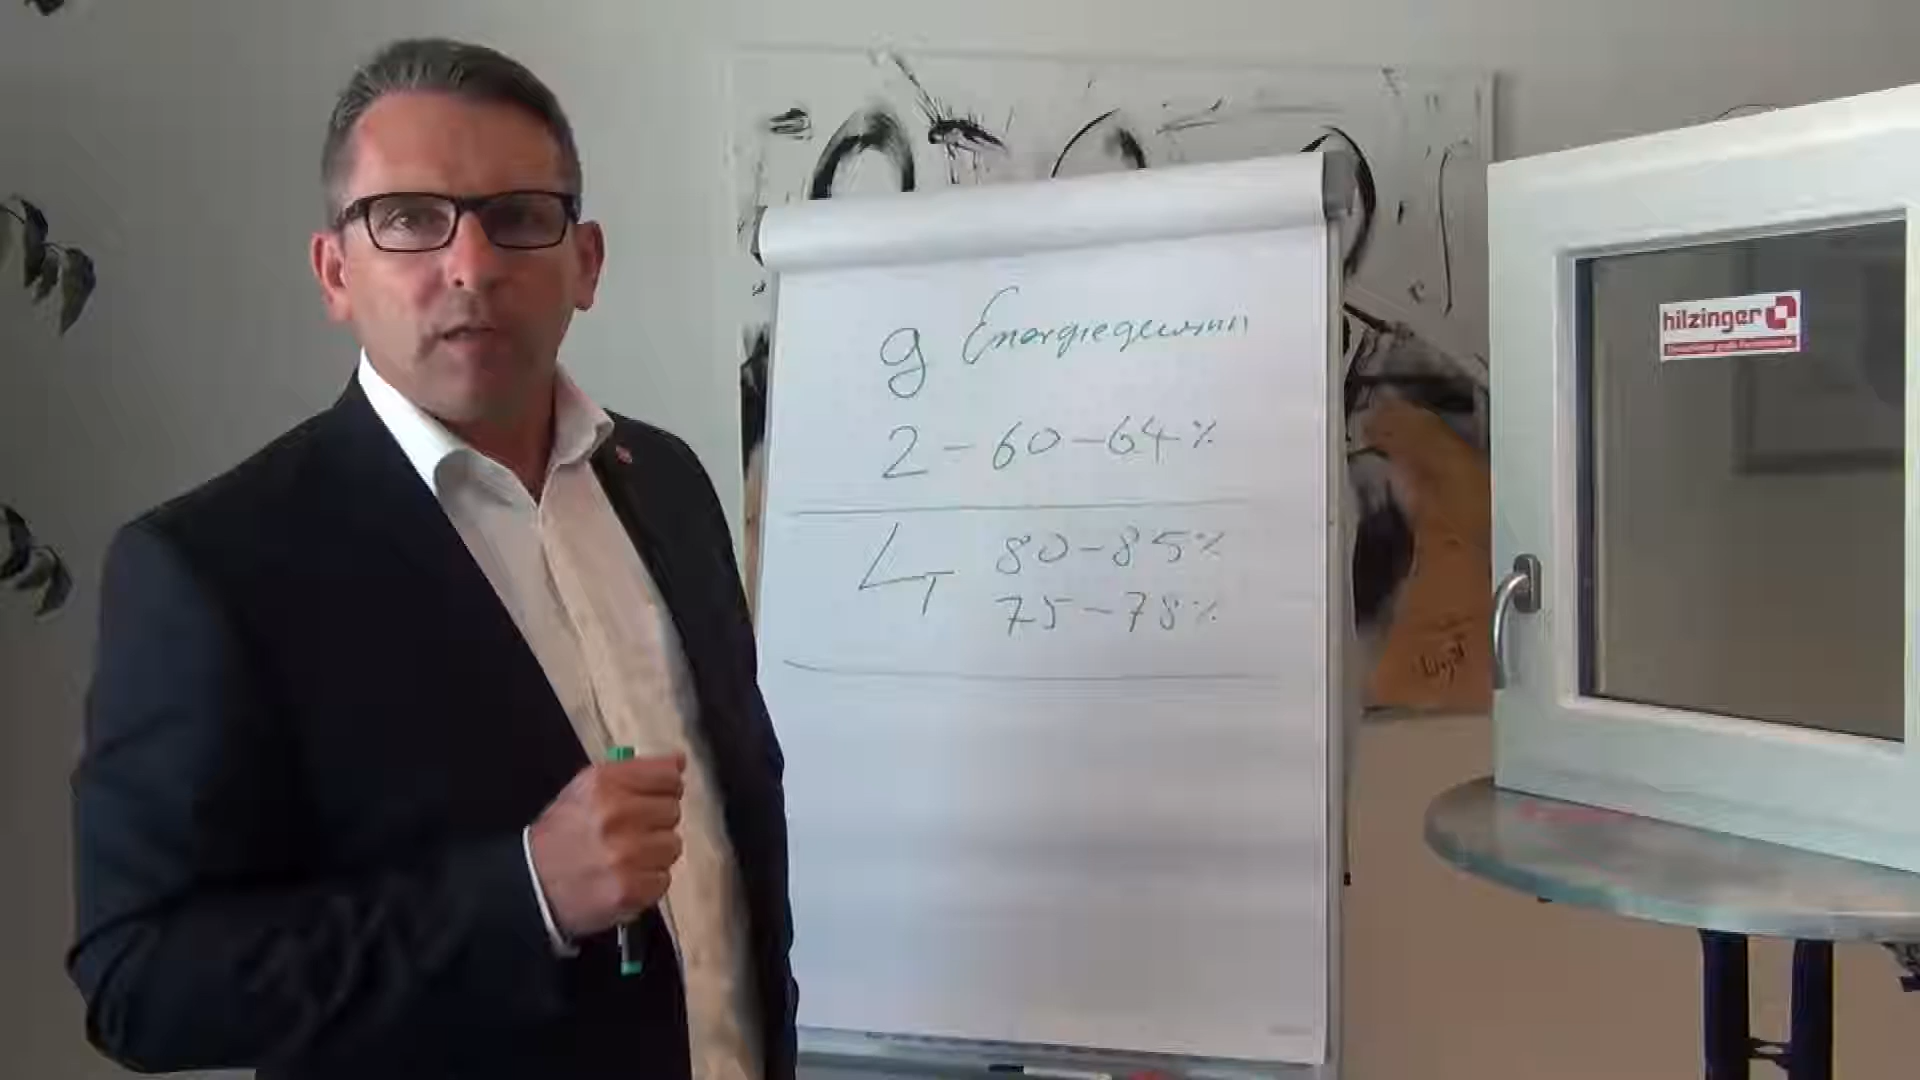 g Energiegewinn
2 - 60-64%
LT 80-85%
75-78%
hilzinger